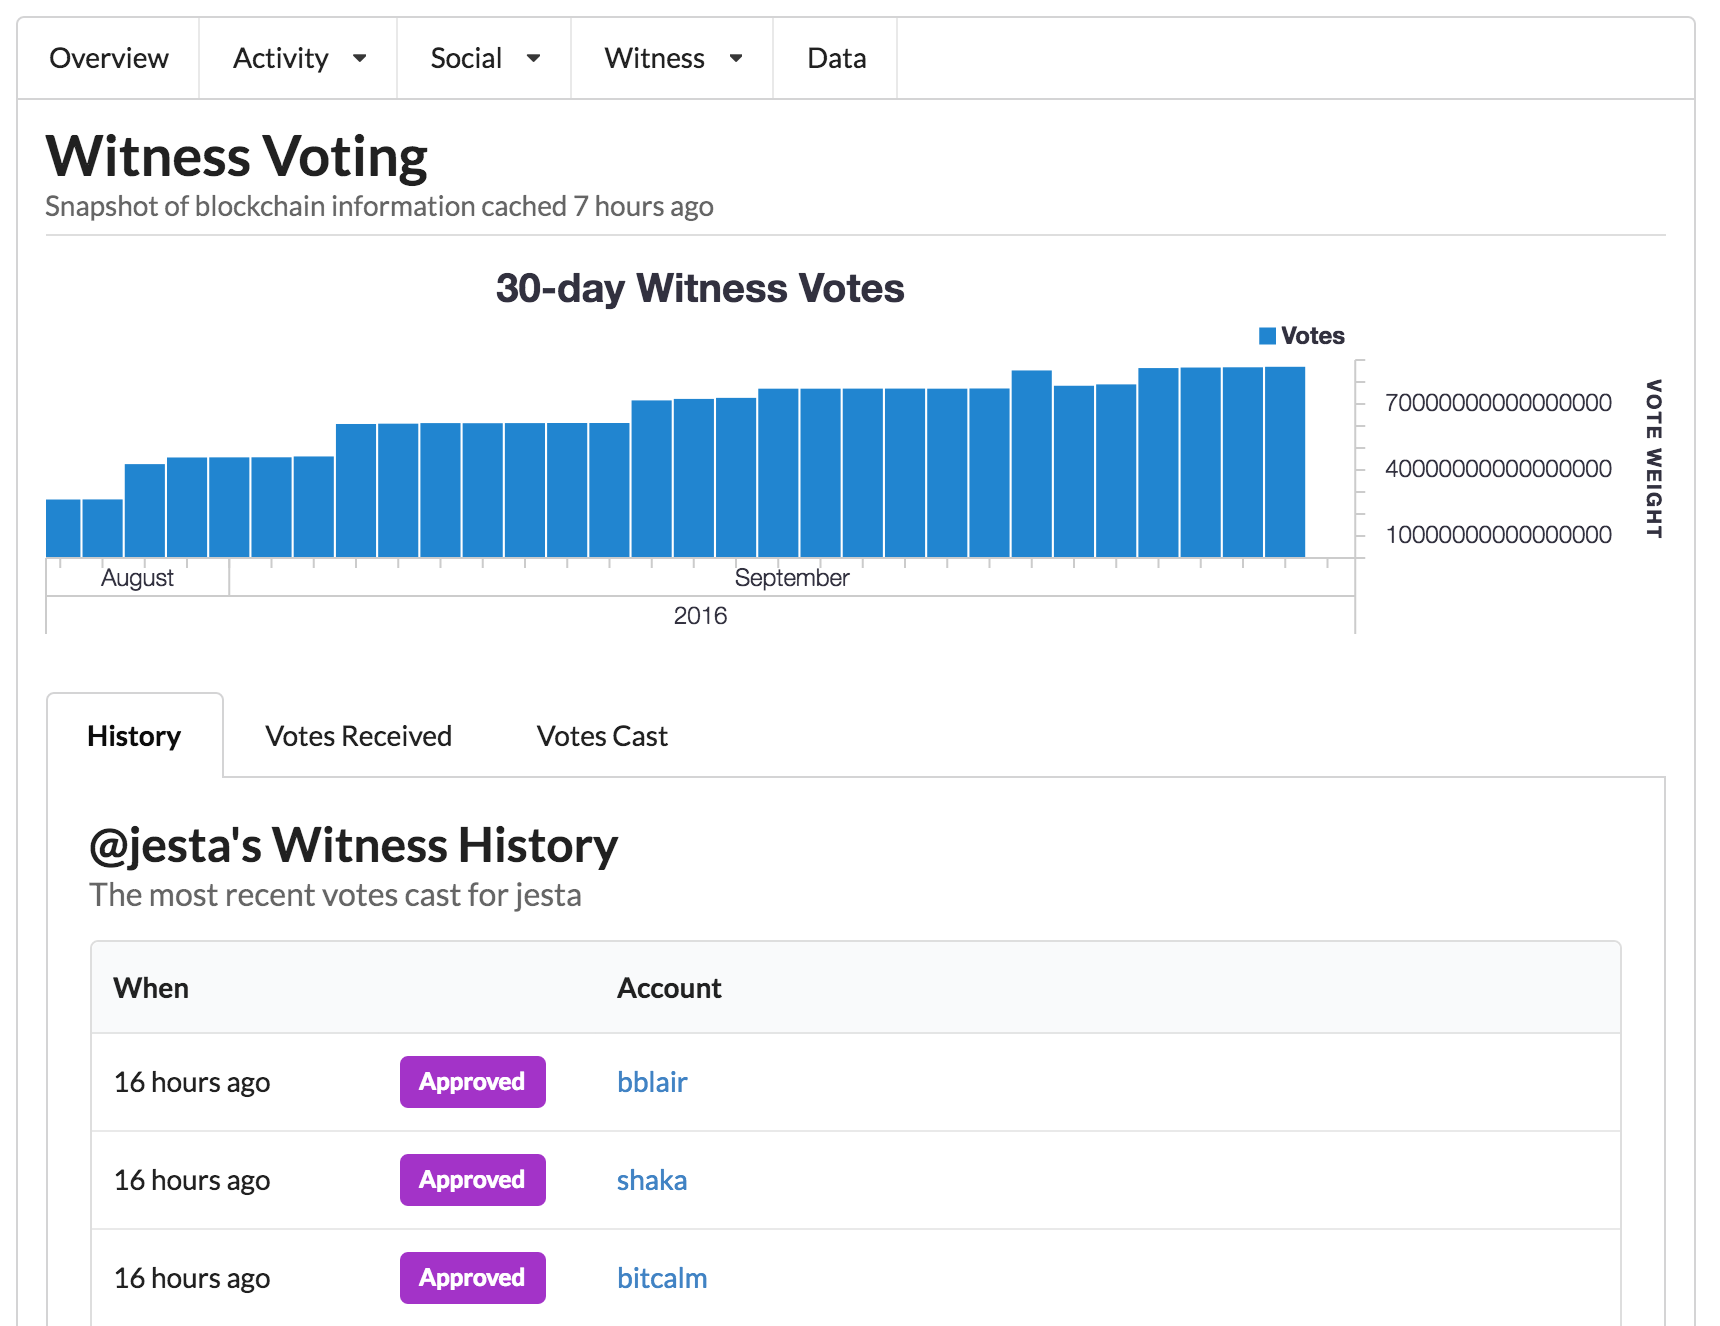 Overview Activity Social Witness Data
Witness Voting
Snapshot of blockchain information cached 7 hours ago
30-day Witness Votes
Votes
70000000000000000
40000000000000000
10000000000000000
VOTE WEIGHT
August September
2016
History Votes Received Votes Cast
@jesta's Witness History
The most recent votes cast for jesta
When Account
16 hours ago Approved bblair
16 hours ago Approved shaka
16 hours ago Approved bitcalm